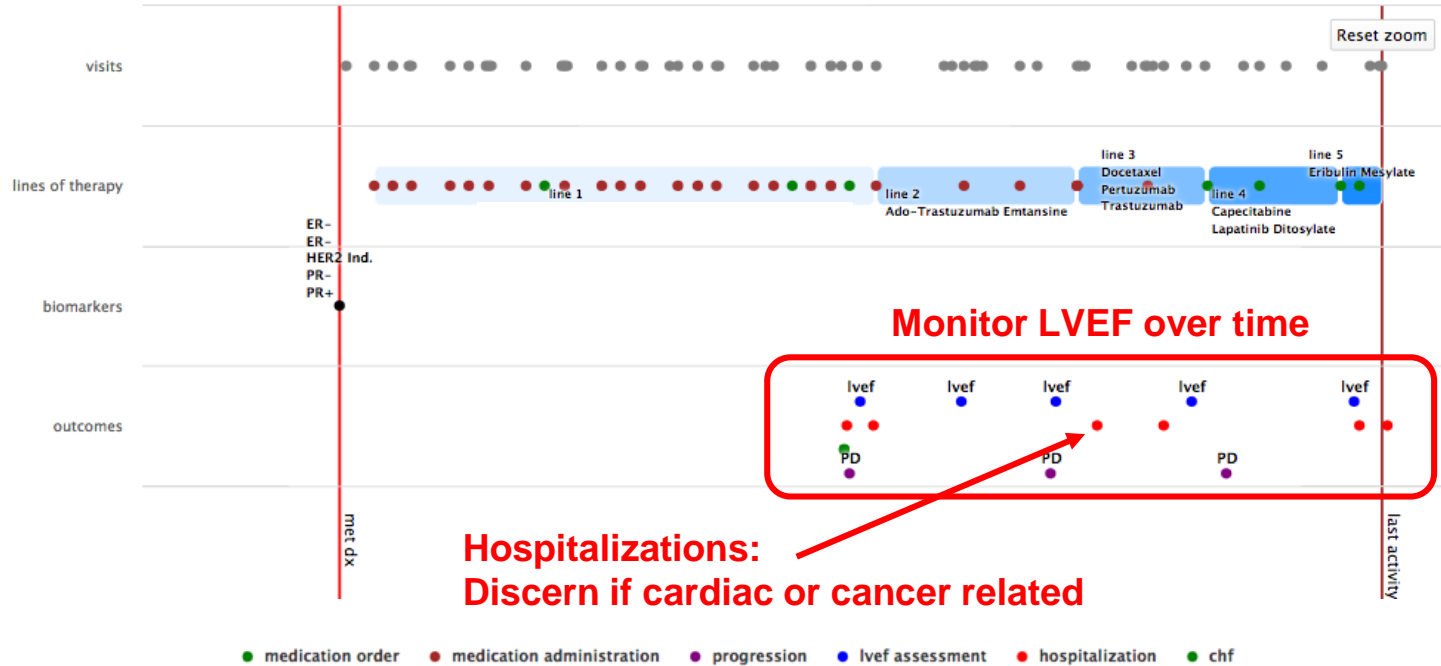 Reset zoom
visits
lines of therapy
line 1
line 2
Ado-Trastuzumab Emtansine
line 3
Docetaxel
Pertuzumab
Trastuzumab
line 4
Capecitabine
Lapatinib Ditosylate
line 5
Eribulin Mesylate
ER-
ER-
HER2 Ind.
PR-
PR+
biomarkers
Monitor LVEF over time
lvef
lvef
lvef
lvef
lvef
outcomes
PD
PD
PD
met dx
last activity
Hospitalizations:
Discern if cardiac or cancer related
medication order
medication administration
progression
lvef assessment
hospitalization
chf